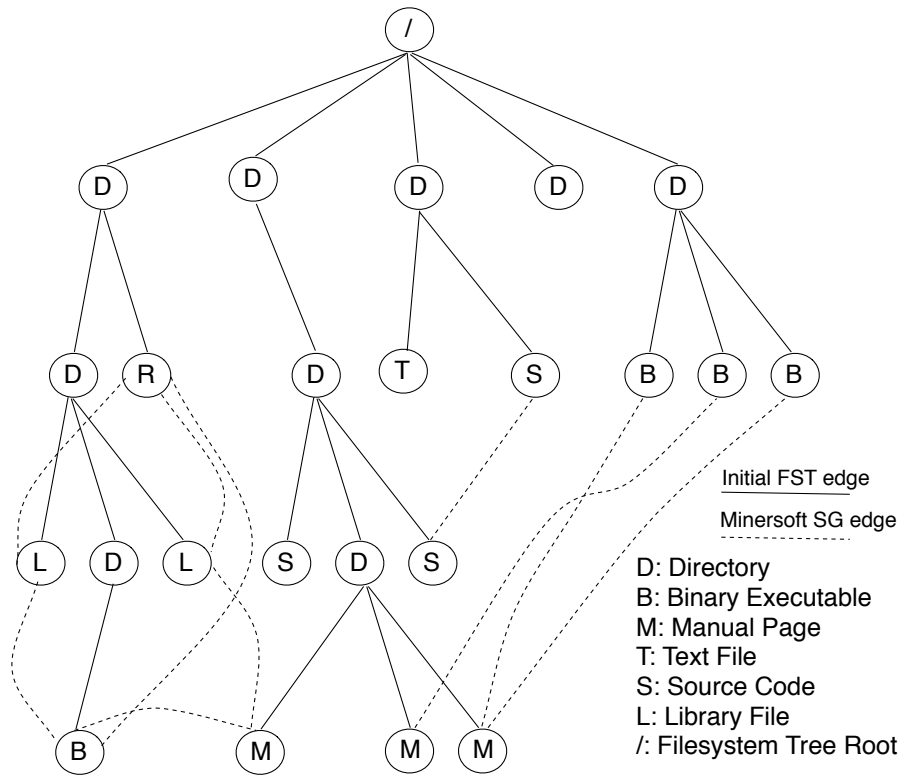 /
D D D D D
D R D T S B B B
L D L S D S
B M M M
Initial FST edge
Minersoft SG edge
D: Directory
B: Binary Executable
M: Manual Page
T: Text File
S: Source Code
L: Library File
/: Filesystem Tree Root